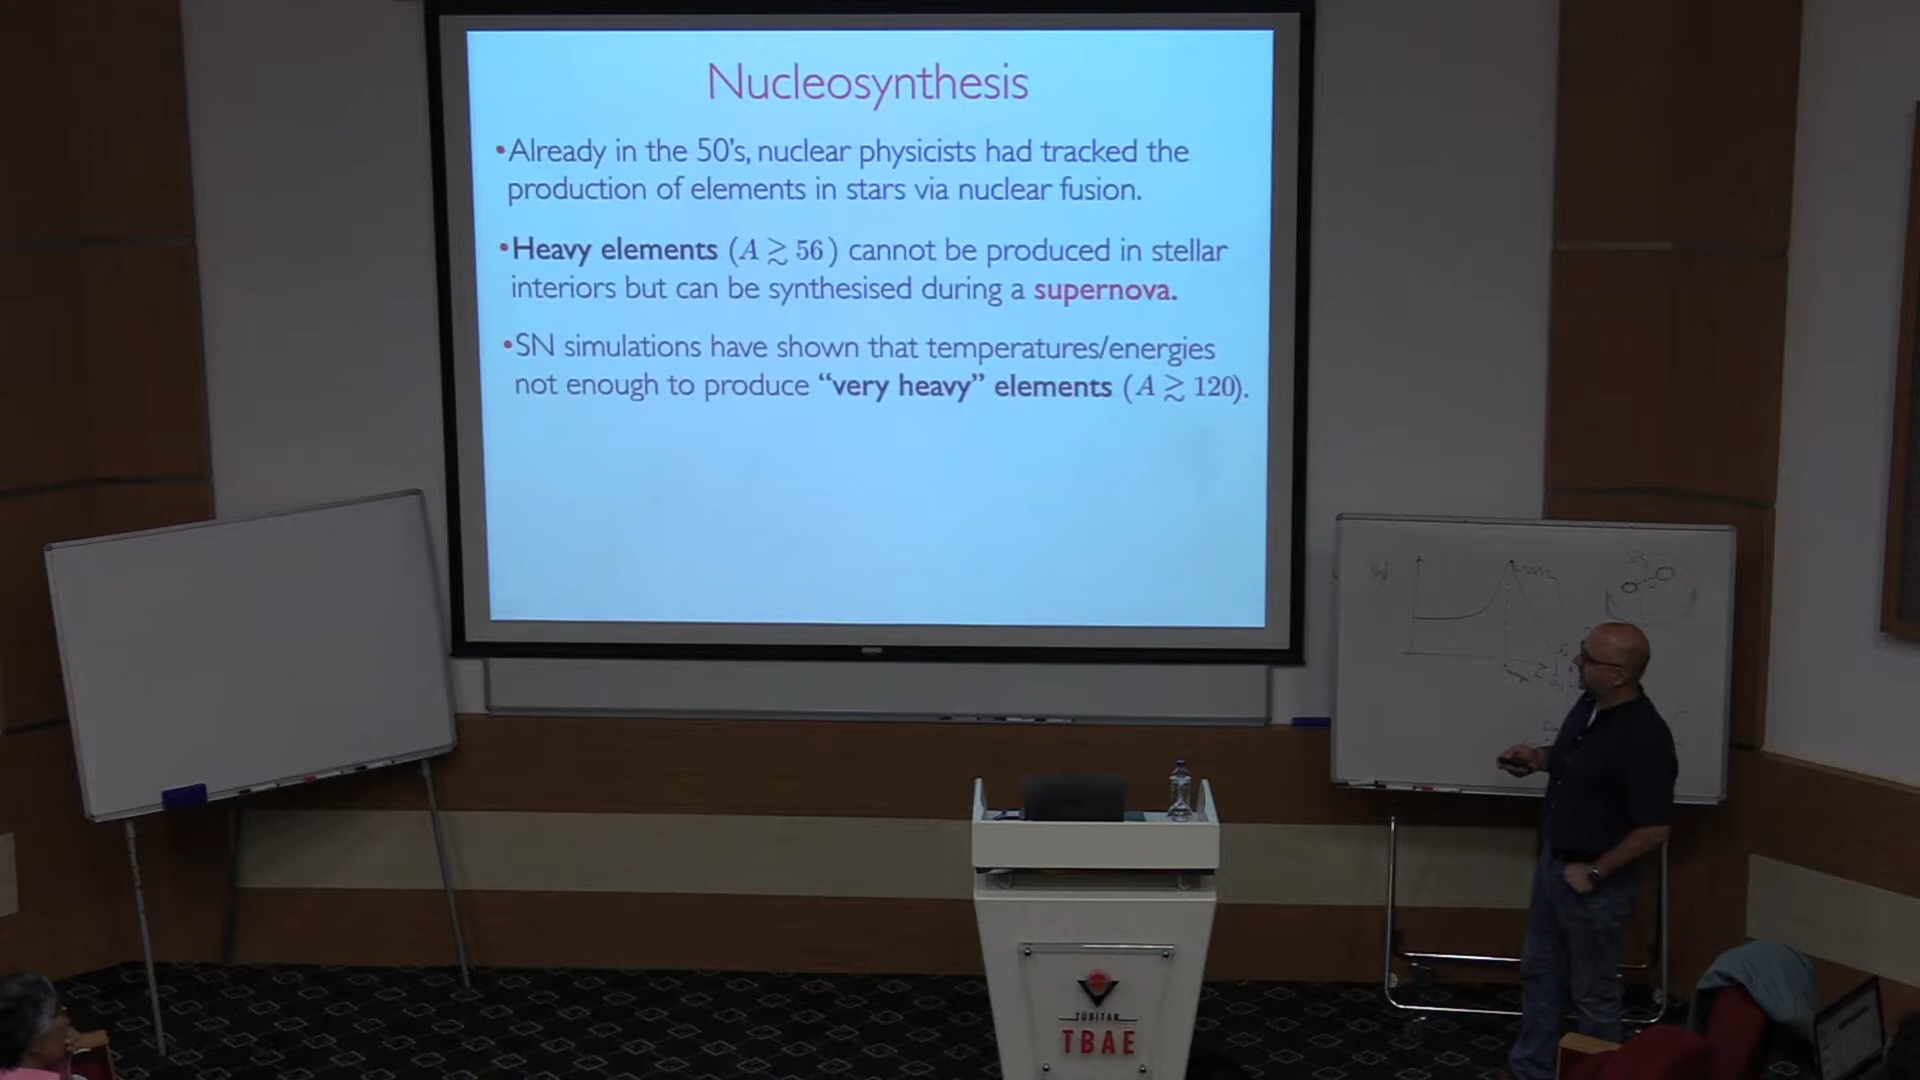 Nucleosynthesis
•Already in the 50's, nuclear physicists had tracked the
production of elements in stars via nuclear fusion.
•Heavy elements (A ≳ 56) cannot be produced in stellar
interiors but can be synthesised during a supernova.
•SN simulations have shown that temperatures/energies
not enough to produce “very heavy” elements (A ≳ 120).
TÜBİTAK
TBAE